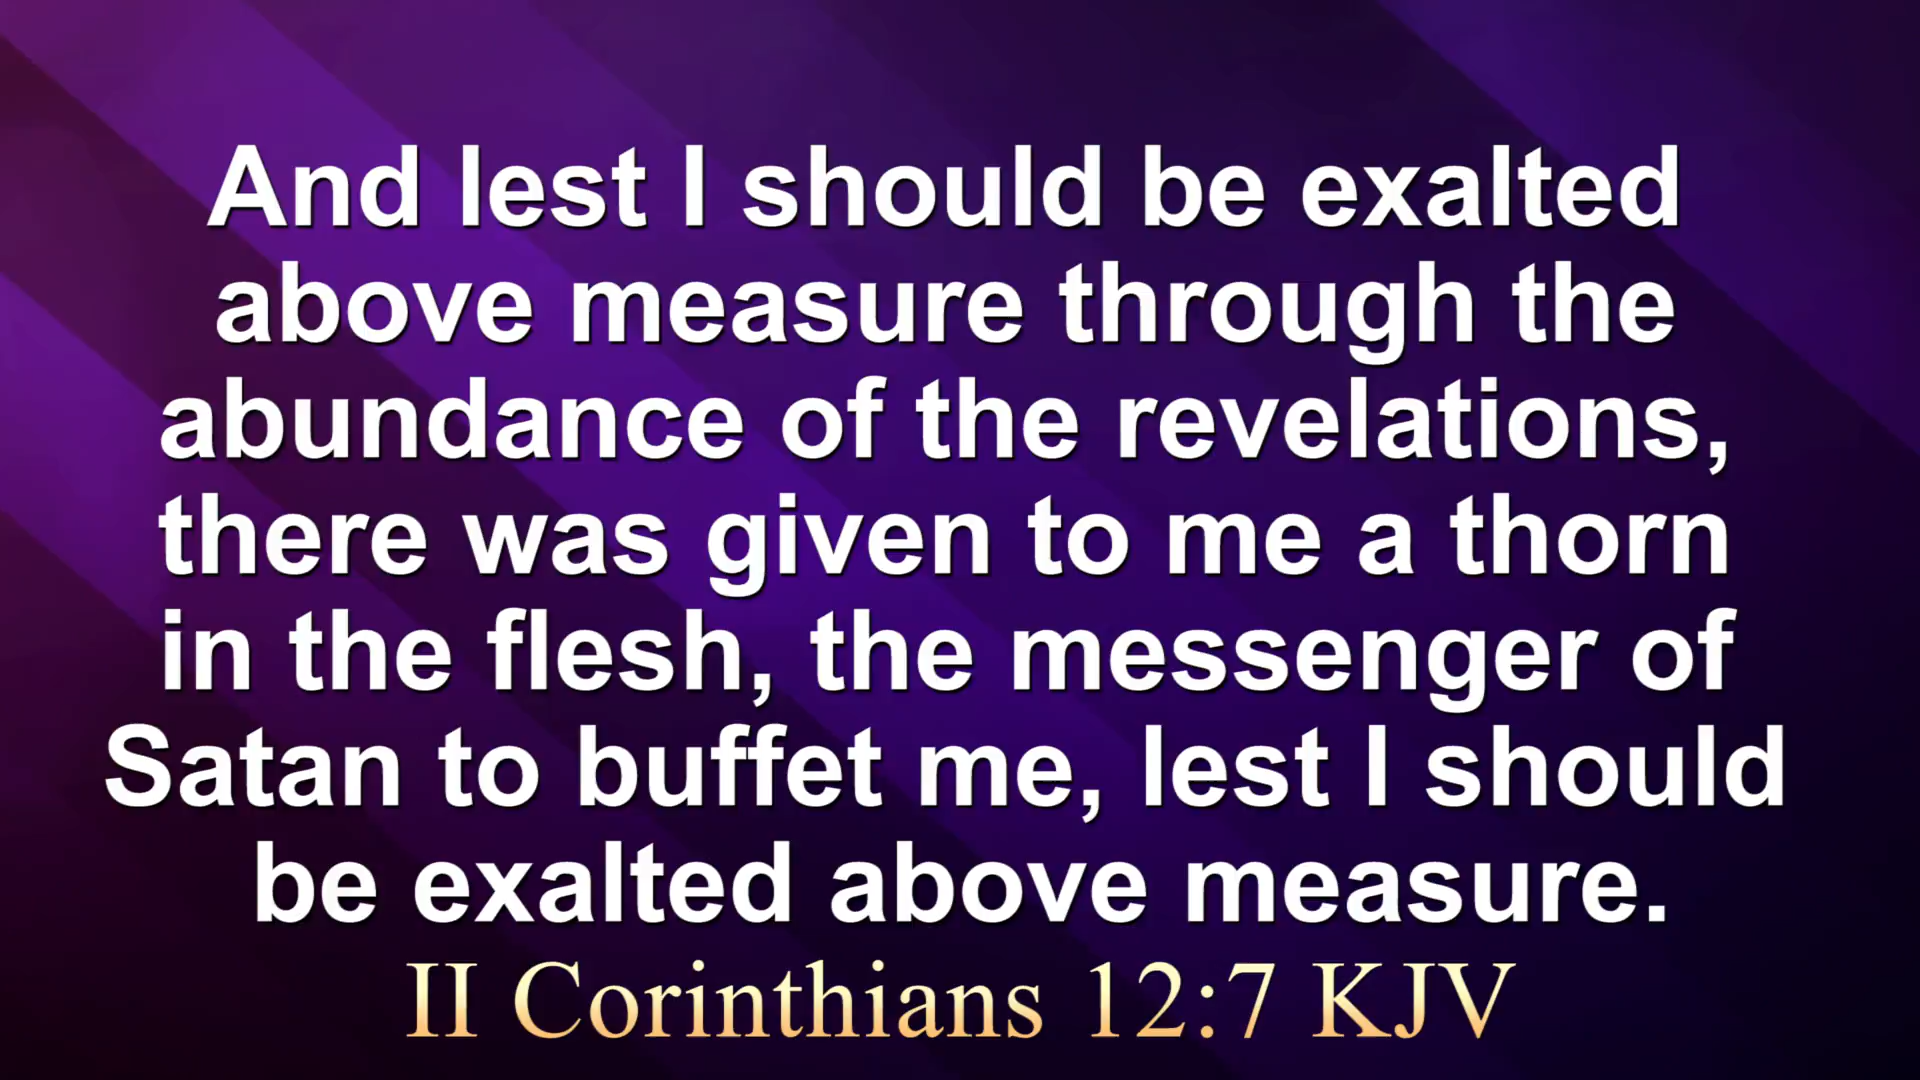 And lest I should be exalted
above measure through the
abundance of the revelations,
there was given to me a thorn
in the flesh, the messenger of
Satan to buffet me, lest I should
be exalted above measure.
II Corinthians 12:7 KJV